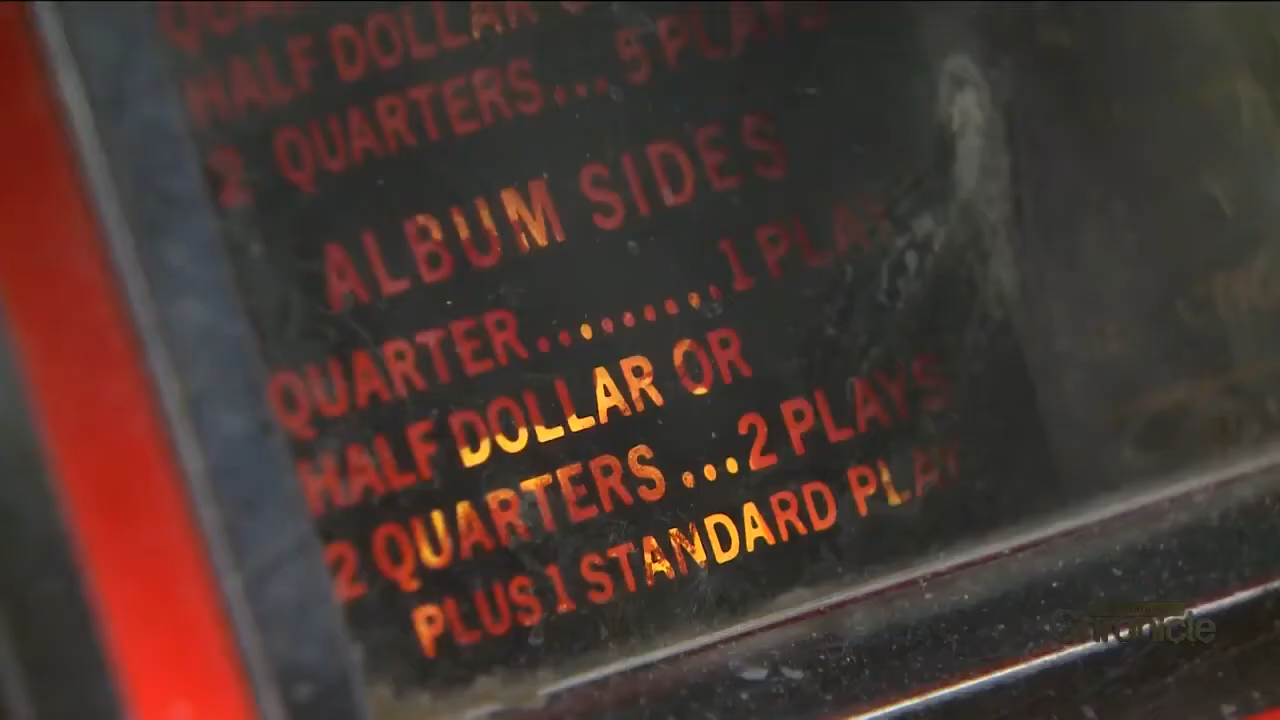 HALF DOLLAR
2 QUARTERS...5 PLAYS
ALBUM SIDES
QUARTER.........1 PLAY
HALF DOLLAR OR
2 QUARTERS ...2 PLAYS
PLUS 1 STANDARD PLAY
Chronicle